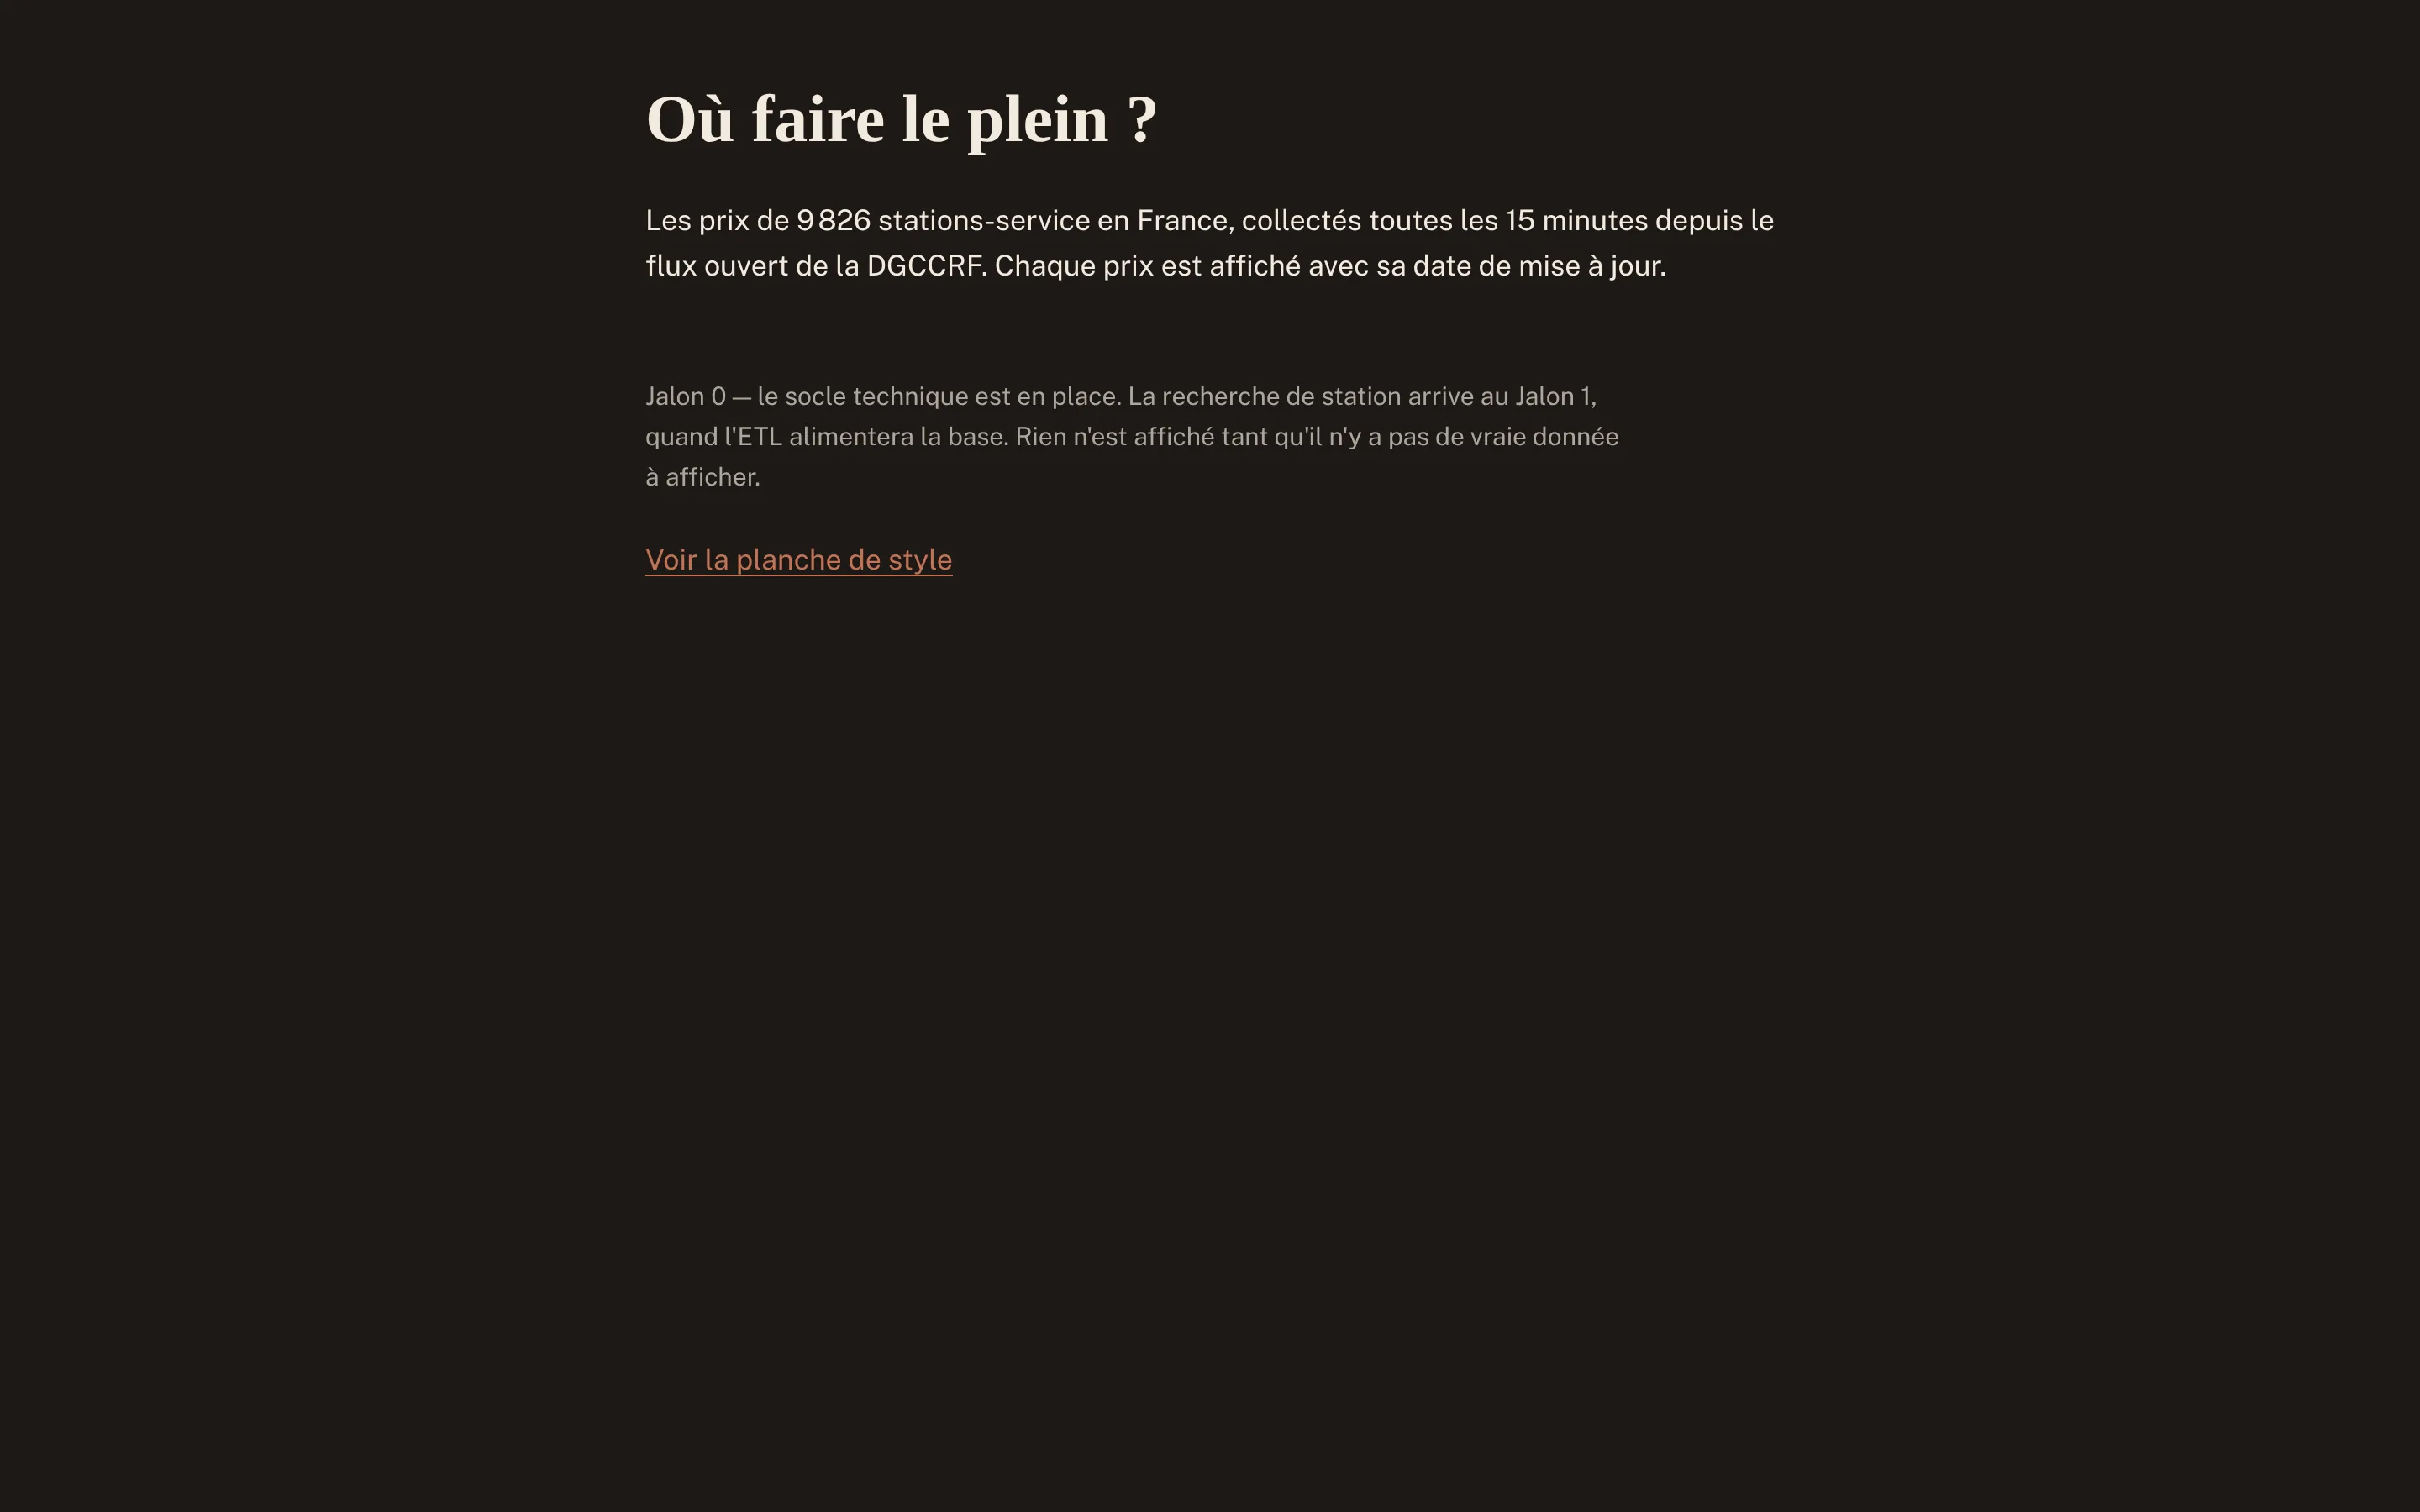 Où faire le plein ?
Les prix de 9 826 stations-service en France, collectés toutes les 15 minutes depuis le
flux ouvert de la DGCCRF. Chaque prix est affiché avec sa date de mise à jour.
Jalon 0 — le socle technique est en place. La recherche de station arrive au Jalon 1,
quand l'ETL alimentera la base. Rien n'est affiché tant qu'il n'y a pas de vraie donnée
à afficher.
Voir la planche de style